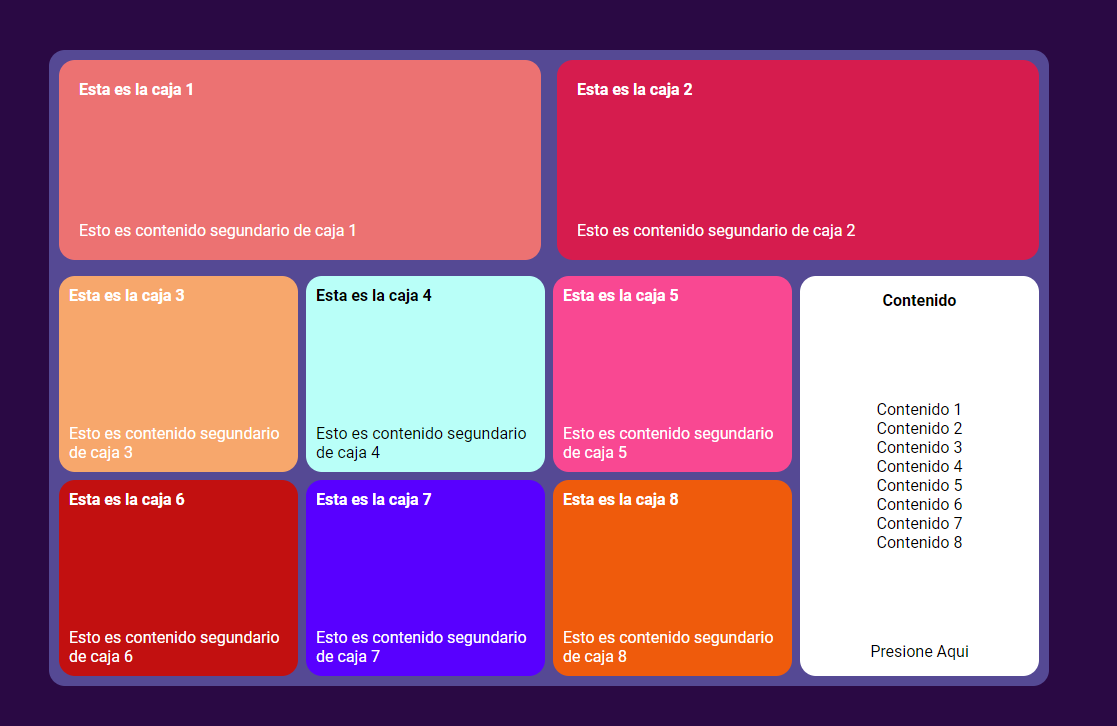 Esta es la caja 1
Esto es contenido segundario de caja 1
Esta es la caja 2
Esto es contenido segundario de caja 2
Esta es la caja 3
Esto es contenido segundario
de caja 3
Esta es la caja 4
Esto es contenido segundario
de caja 4
Esta es la caja 5
Esto es contenido segundario
de caja 5
Contenido
Contenido 1
Contenido 2
Contenido 3
Contenido 4
Contenido 5
Contenido 6
Contenido 7
Contenido 8
Presione Aqui
Esta es la caja 6
Esto es contenido segundario
de caja 6
Esta es la caja 7
Esto es contenido segundario
de caja 7
Esta es la caja 8
Esto es contenido segundario
de caja 8